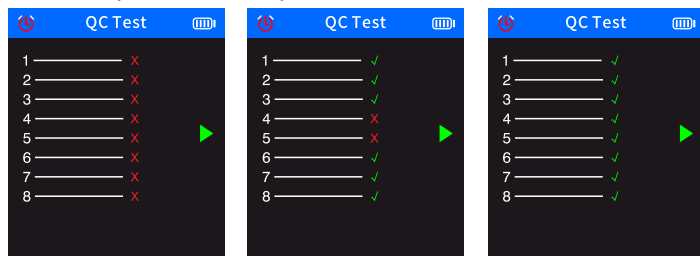 QC Test
1 X
2 X
3 X
4 X
5 X
6 X
7 X
8 X
QC Test
1 √
2 √
3 √
4 X
5 X
6 √
7 √
8 √
QC Test
1 √
2 √
3 √
4 √
5 √
6 √
7 √
8 √